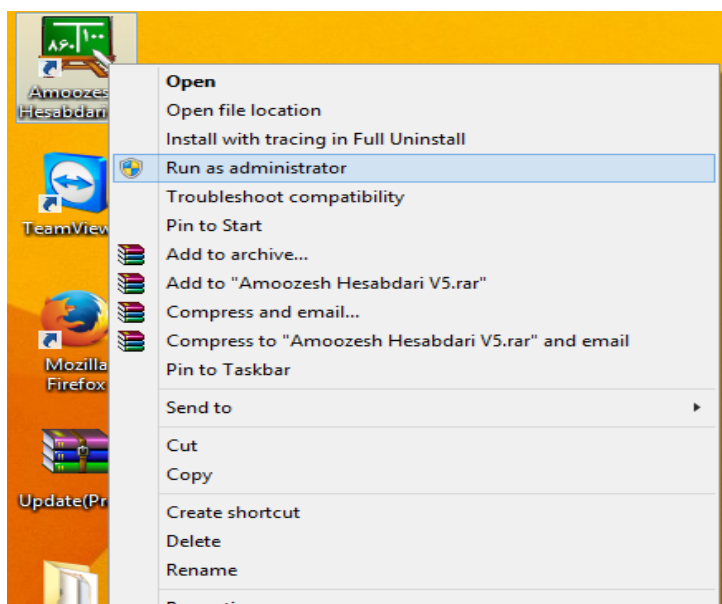 ۸۶۰ ۱۰۰
Amoozes
Hesabdari
TeamView
Mozilla
Firefox
Update(Pr
Open
Open file location
Install with tracing in Full Uninstall
Run as administrator
Troubleshoot compatibility
Pin to Start
Add to archive...
Add to "Amoozesh Hesabdari V5.rar"
Compress and email...
Compress to "Amoozesh Hesabdari V5.rar" and email
Pin to Taskbar
Send to
Cut
Copy
Create shortcut
Delete
Rename